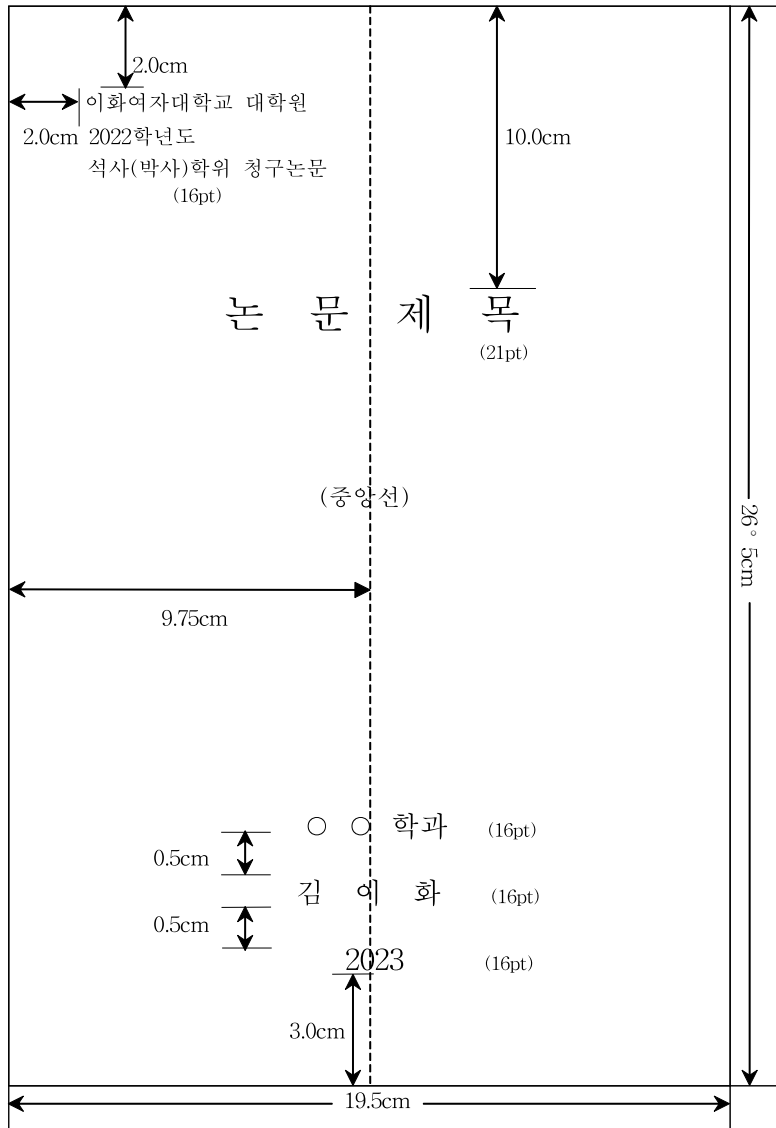 2.0cm
이화여자대학교 대학원
2.0cm 2022학년도
10.0cm
석사(박사)학위 청구논문
(16pt)
논 문 제 목
(21pt)
(중앙선)
26° 5cm
9.75cm
○ ○ 학과 (16pt)
0.5cm
김 이 화 (16pt)
0.5cm
2023 (16pt)
3.0cm
19.5cm